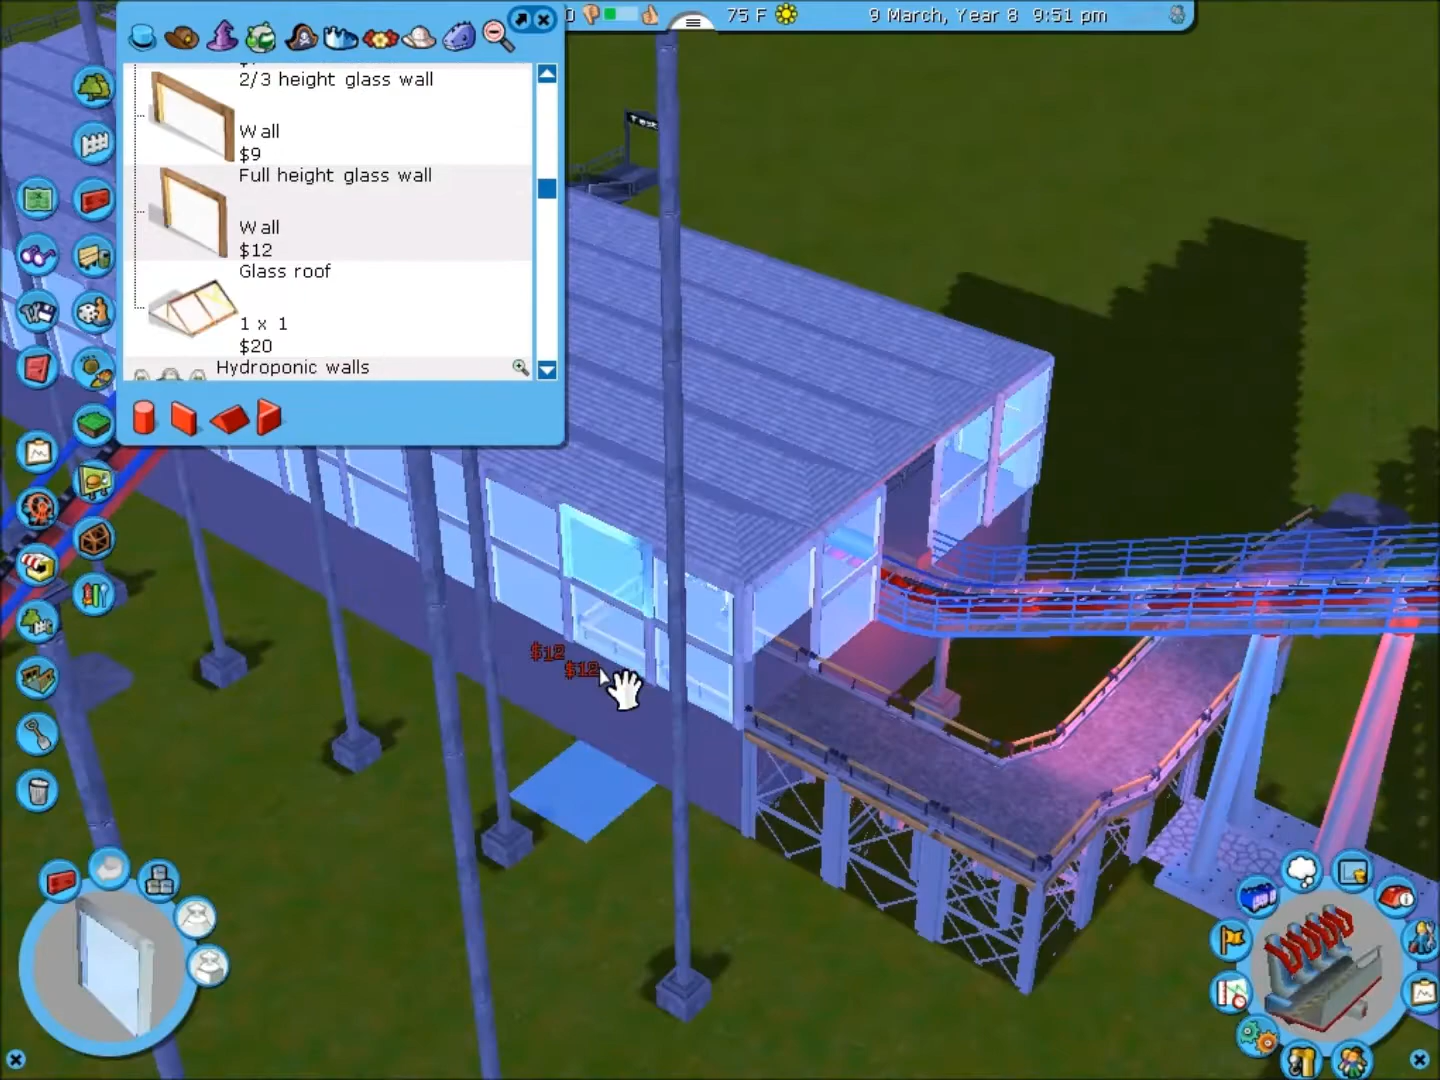 75 F
9 March, Year 8 9:51 pm
2/3 height glass wall
Wall
$9
Full height glass wall
Wall
$12
Glass roof
1 x 1
$20
Hydroponic walls
$12
$12